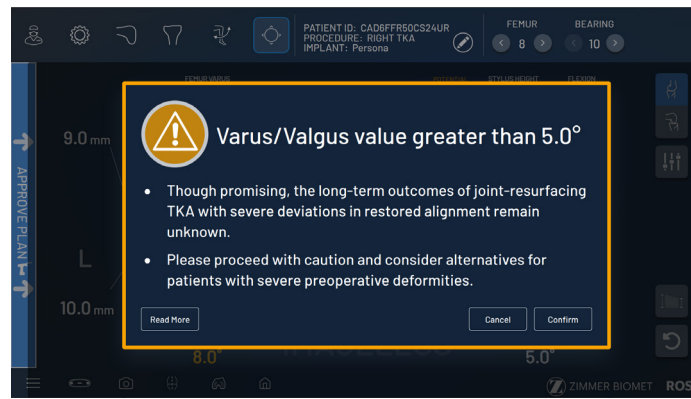 PATIENT ID: CAD6FFR50CS24UR
PROCEDURE: RIGHT TKA
IMPLANT: Persona
FEMUR
8
BEARING
10
FEMUR VARUS
POTENTIAL
STYLUS HEIGHT
FLEXION
9.0 mm
APPROVE PLAN
L
10.0 mm
Varus/Valgus value greater than 5.0°
• Though promising, the long-term outcomes of joint-resurfacing
TKA with severe deviations in restored alignment remain
unknown.
• Please proceed with caution and consider alternatives for
patients with severe preoperative deformities.
Read More
Cancel
Confirm
8.0°
5.0°
ZIMMER BIOMET
ROS